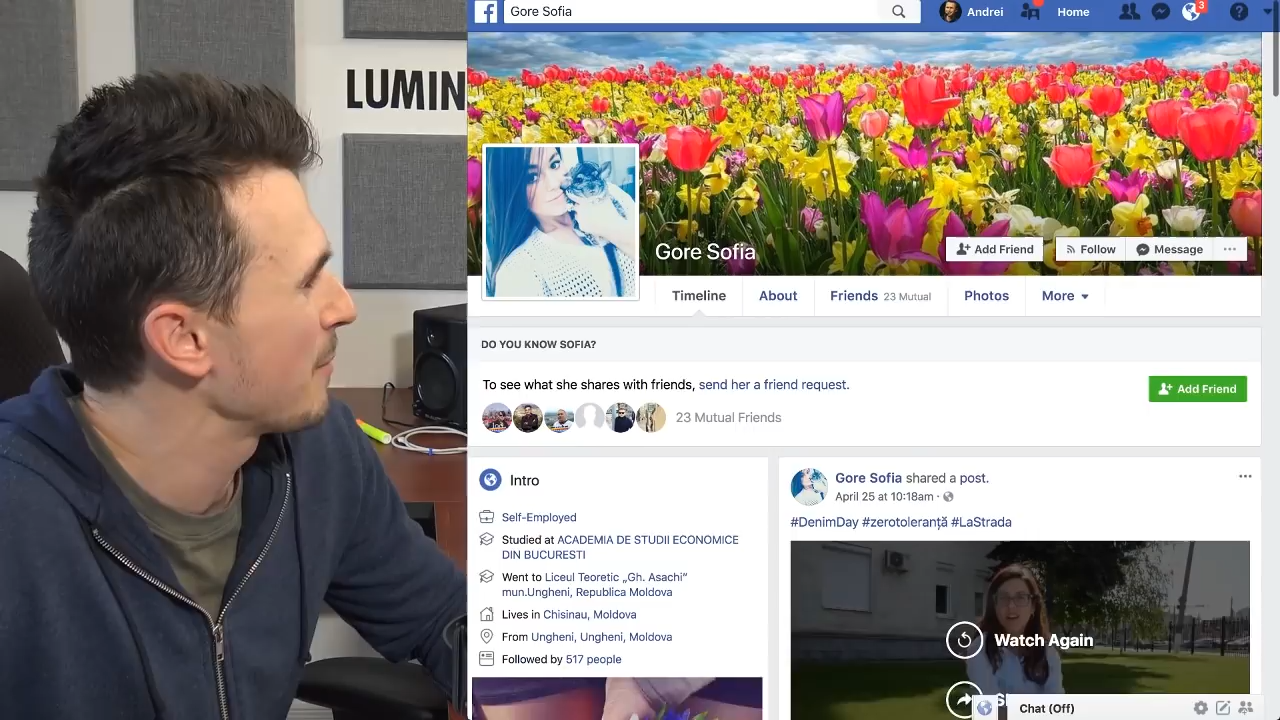 Gore Sofia
Andrei
Home
3
LUMIN
Gore Sofia
Add Friend
Follow
Message
Timeline
About
Friends 23 Mutual
Photos
More
DO YOU KNOW SOFIA?
To see what she shares with friends, send her a friend request.
Add Friend
23 Mutual Friends
Intro
Self-Employed
Studied at ACADEMIA DE STUDII ECONOMICE
DIN BUCURESTI
Went to Liceul Teoretic „Gh. Asachi“
mun.Ungheni, Republica Moldova
Lives in Chisinau, Moldova
From Ungheni, Ungheni, Moldova
Followed by 517 people
Gore Sofia shared a post.
April 25 at 10:18am ·
#DenimDay #zerotoleranță #LaStrada
Watch Again
Chat (Off)